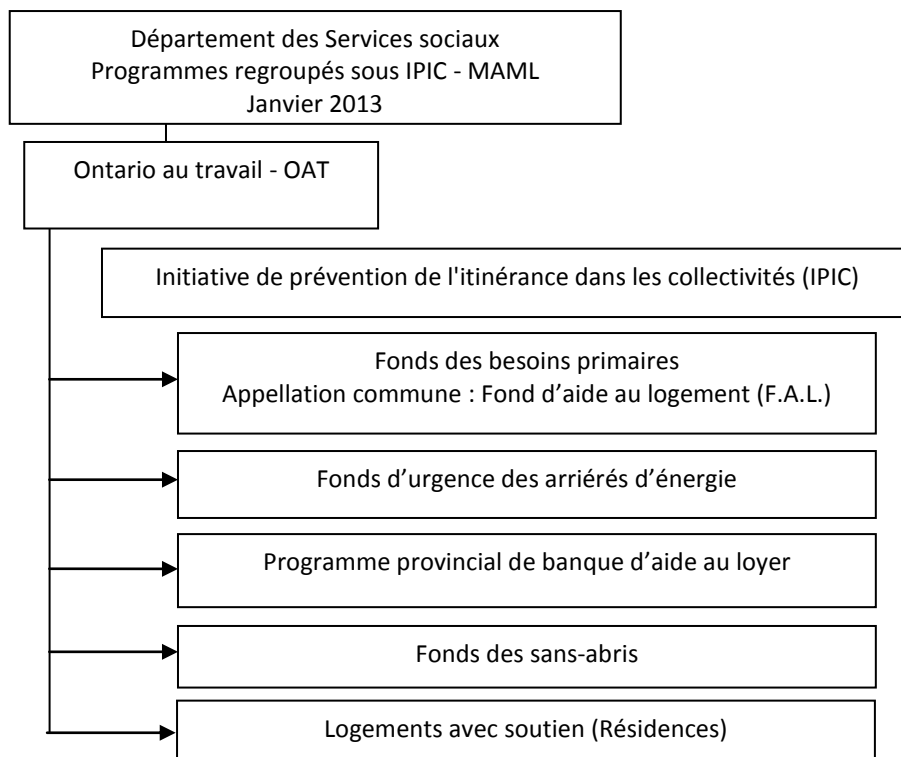 Département des Services sociaux
Programmes regroupés sous IPIC - MAML
Janvier 2013
Ontario au travail - OAT
Initiative de prévention de l'itinérance dans les collectivités (IPIC)
Fonds des besoins primaires
Appellation commune : Fond d’aide au logement (F.A.L.)
Fonds d’urgence des arriérés d’énergie
Programme provincial de banque d’aide au loyer
Fonds des sans-abris
Logements avec soutien (Résidences)